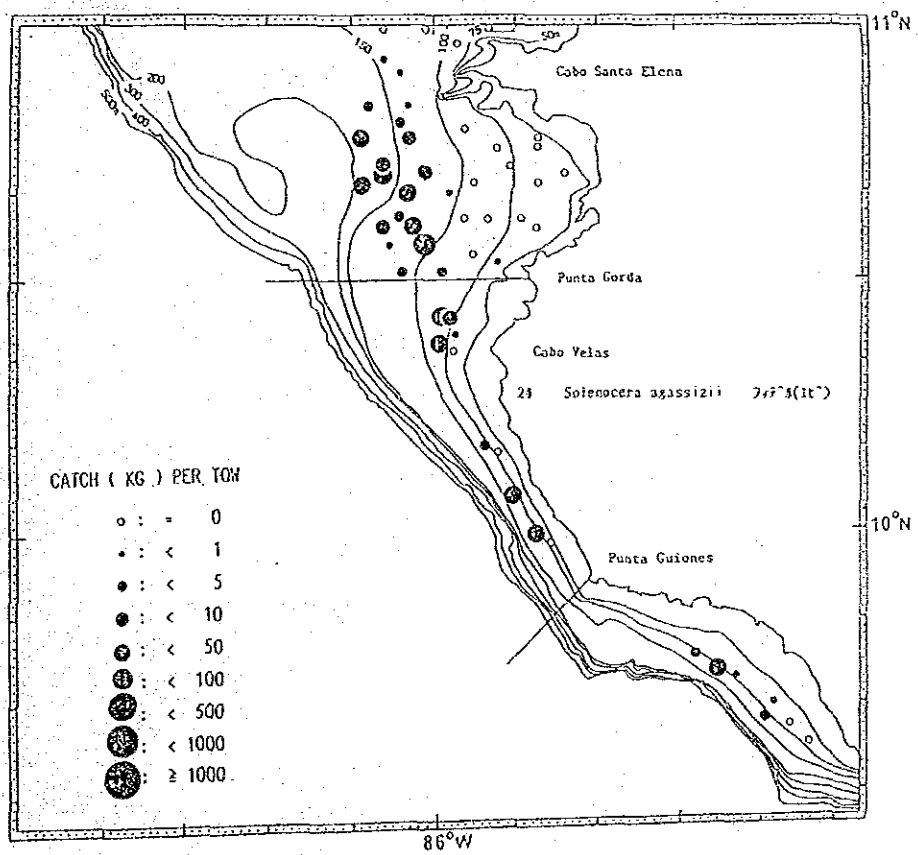 11°N
150
100
75
50m
Cabo Santa Elena
200
300
400
500m
Punta Gorda
Cabo Velas
Solenocera agassizii
CATCH ( KG ) PER TOW
○ : = 0
• : < 1
● : < 5
● : < 10
● : < 50
● : < 100
● : < 500
● : < 1000
● : ≥ 1000
10°N
Punta Guiones
86°W